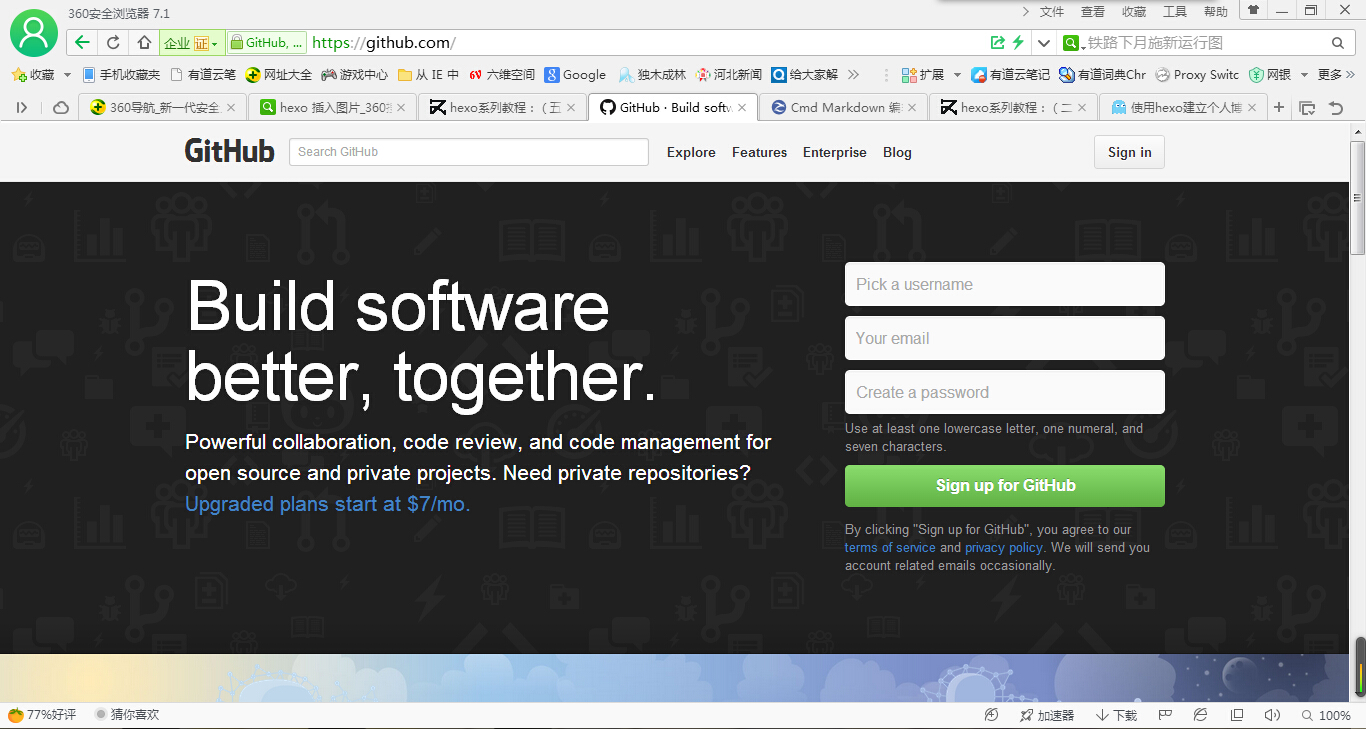 360安全浏览器 7.1
文件 查看 收藏 工具 帮助
企业 证 GitHub, ... https://github.com/ 铁路下月施新运行图
收藏 手机收藏夹 有道云笔 网址大全 游戏中心 从 IE 中 6V 六维空间 8 Google 独木成林 河北新闻 给大家解 扩展 有道云笔记 有道词典Chr Proxy Switc 网银 更多
360导航_新一代安全 hexo 插入图片_360搜 hexo系列教程：（五 GitHub · Build softw Cmd Markdown 编 hexo系列教程：（二 使用hexo建立个人博
GitHub Search GitHub Explore Features Enterprise Blog Sign in
Build software
better, together.
Powerful collaboration, code review, and code management for
open source and private projects. Need private repositories?
Upgraded plans start at $7/mo.
Pick a username
Your email
Create a password
Use at least one lowercase letter, one numeral, and
seven characters.
Sign up for GitHub
By clicking "Sign up for GitHub", you agree to our
terms of service and privacy policy. We will send you
account related emails occasionally.
77%好评 猜你喜欢 加速器 下载 100%